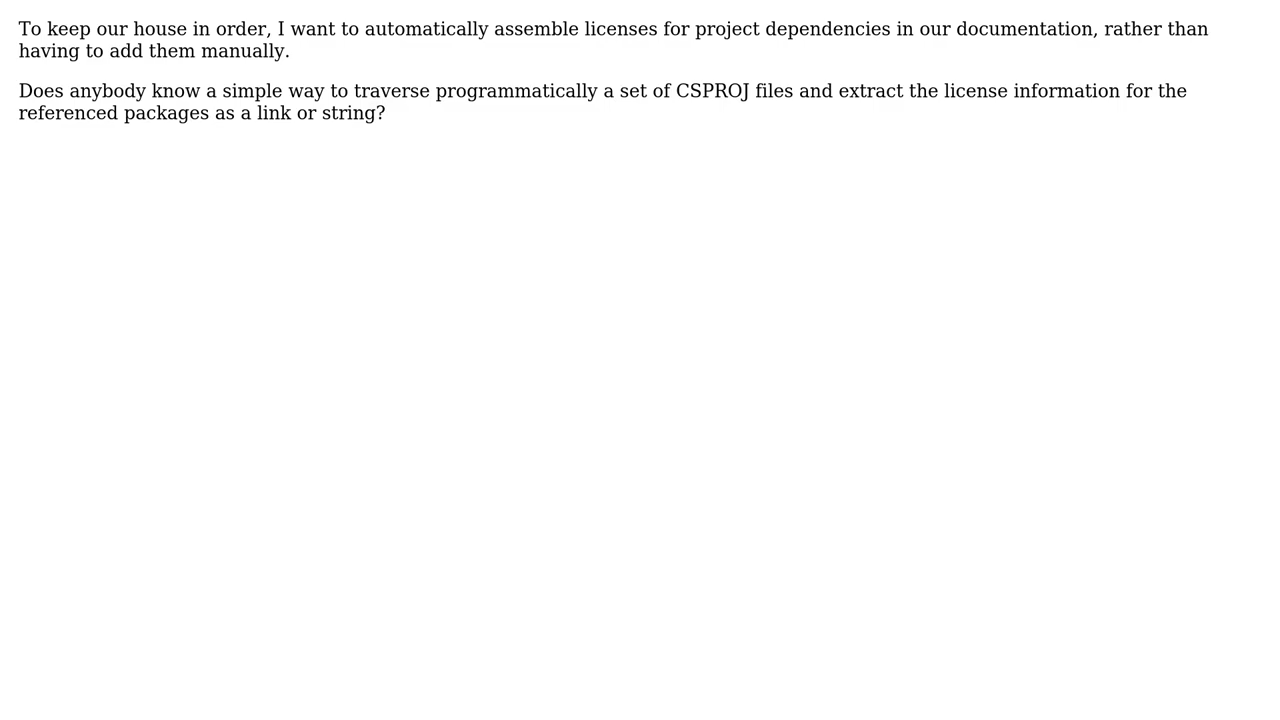 To keep our house in order, I want to automatically assemble licenses for project dependencies in our documentation, rather than
having to add them manually.
Does anybody know a simple way to traverse programmatically a set of CSPROJ files and extract the license information for the
referenced packages as a link or string?